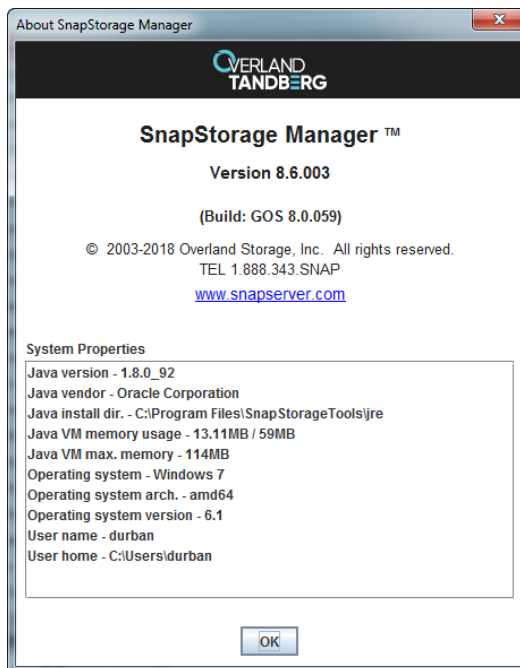 About SnapStorage Manager
OVERLAND
TANDBERG
SnapStorage Manager ™
Version 8.6.003
(Build: GOS 8.0.059)
© 2003-2018 Overland Storage, Inc. All rights reserved.
TEL 1.888.343.SNAP
www.snapserver.com
System Properties
Java version - 1.8.0_92
Java vendor - Oracle Corporation
Java install dir. - C:\Program Files\SnapStorageTools\jre
Java VM memory usage - 13.11MB / 59MB
Java VM max. memory - 114MB
Operating system - Windows 7
Operating system arch. - amd64
Operating system version - 6.1
User name - durban
User home - C:\Users\durban
OK